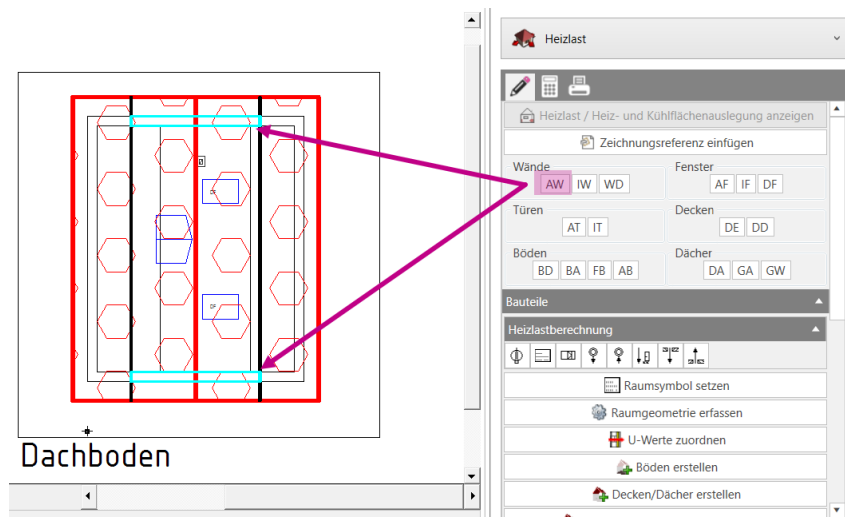 Heizlast
Heizlast / Heiz- und Kühlflächenauslegung anzeigen
Zeichnungsreferenz einfügen
Wände
AW IW WD
Fenster
AF IF DF
Türen
AT IT
Decken
DE DD
Böden
BD BA FB AB
Dächer
DA GA GW
Bauteile
Heizlastberechnung
Raumsymbol setzen
Raumgeometrie erfassen
U-Werte zuordnen
Böden erstellen
Decken/Dächer erstellen
DF
DF
Dachboden